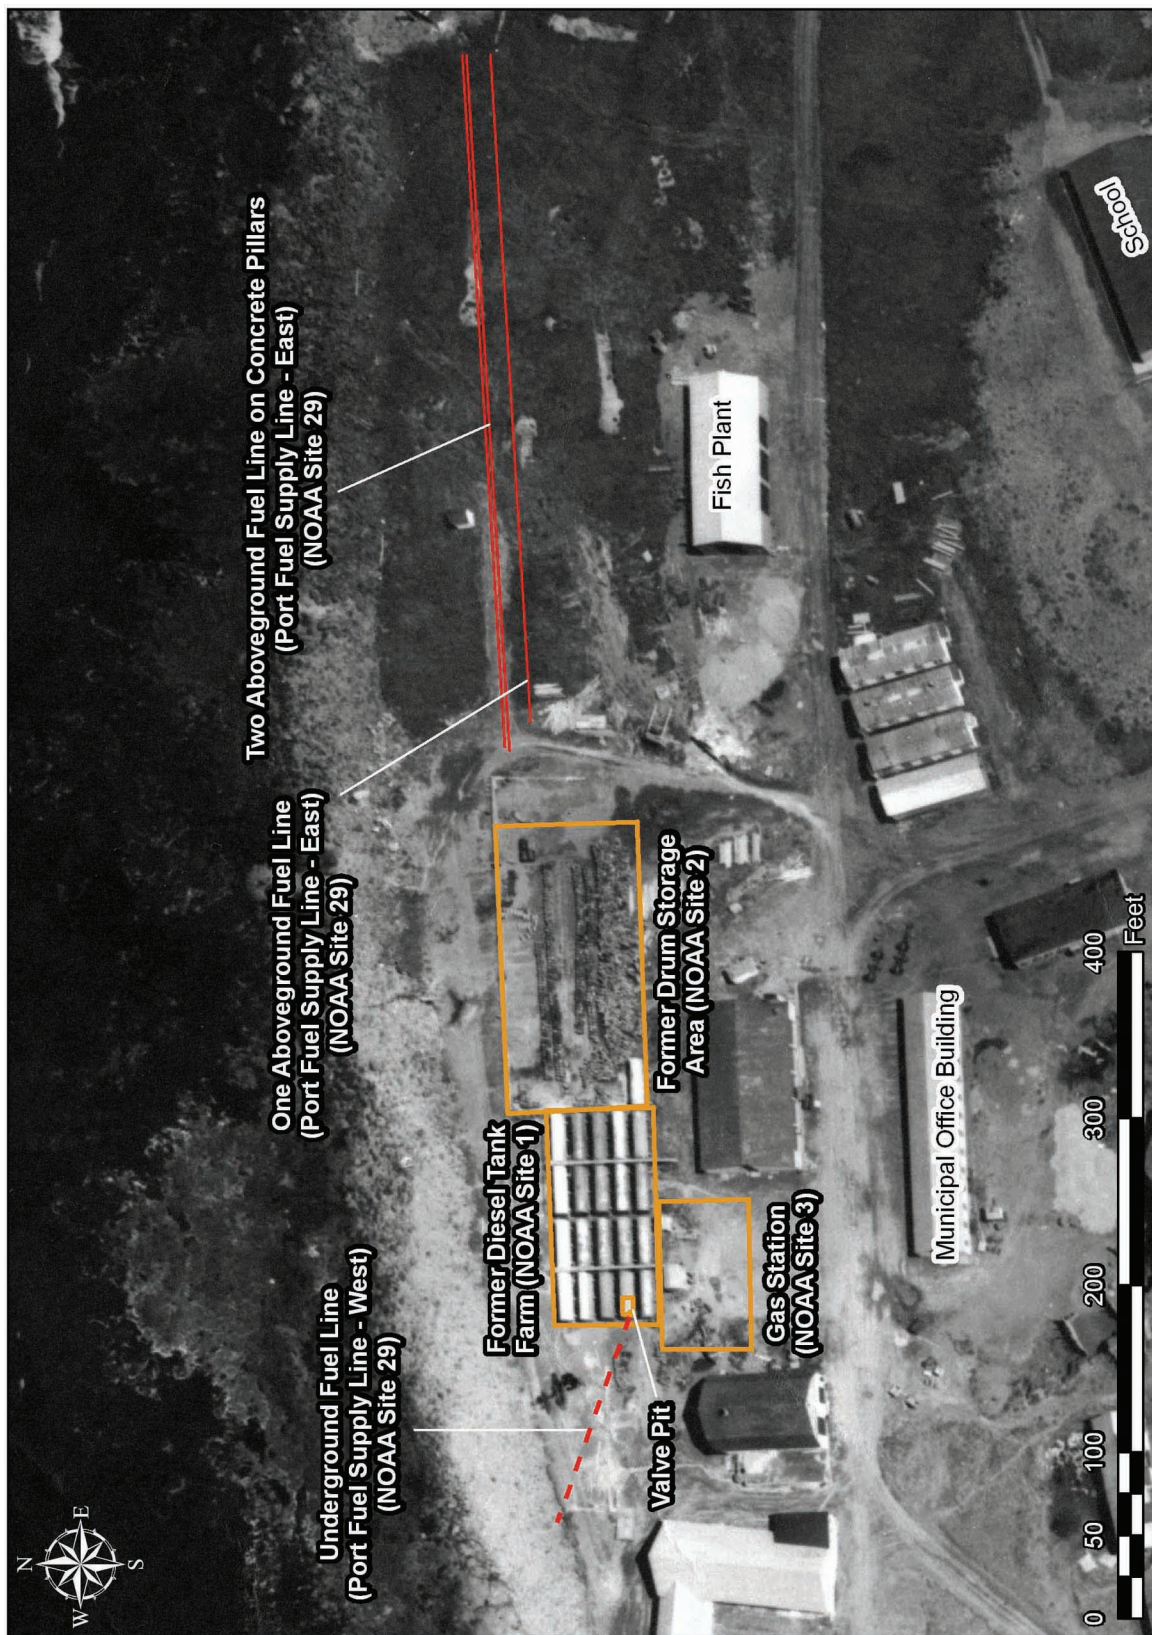 N
W E
S
Two Aboveground Fuel Line on Concrete Pillars
(Port Fuel Supply Line - East)
(NOAA Site 29)
One Aboveground Fuel Line
(Port Fuel Supply Line - East)
(NOAA Site 29)
Underground Fuel Line
(Port Fuel Supply Line - West)
(NOAA Site 29)
Former Diesel Tank
Farm (NOAA Site 1)
Former Drum Storage
Area (NOAA Site 2)
Valve Pit
Gas Station
(NOAA Site 3)
Fish Plant
Municipal Office Building
School
0 50 100 200 300 400
Feet